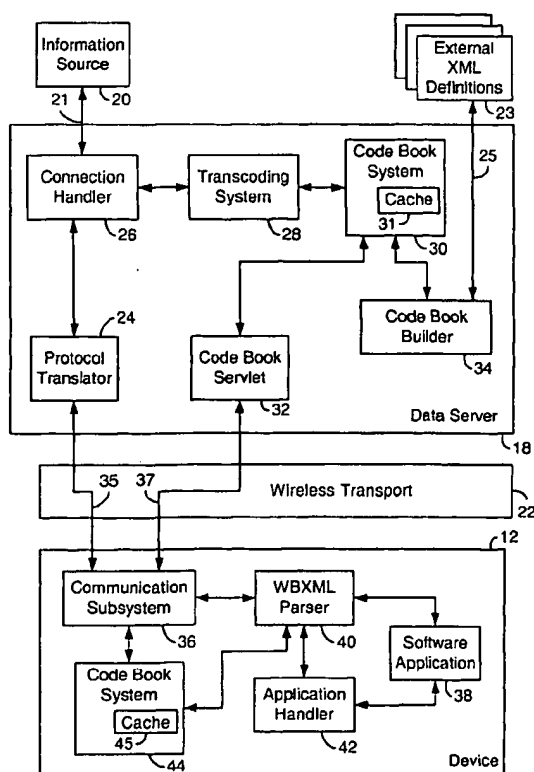 Information
Source
21
20
External
XML
Definitions
23
25
Connection
Handler
26
Transcoding
System
28
Code Book
System
Cache
31
30
24
Protocol
Translator
Code Book
Servlet
32
Code Book
Builder
34
Data Server
18
35
37
Wireless Transport
22
12
Communication
Subsystem
36
WBXML
Parser
40
Software
Application
38
Code Book
System
Cache
45
44
Application
Handler
42
Device